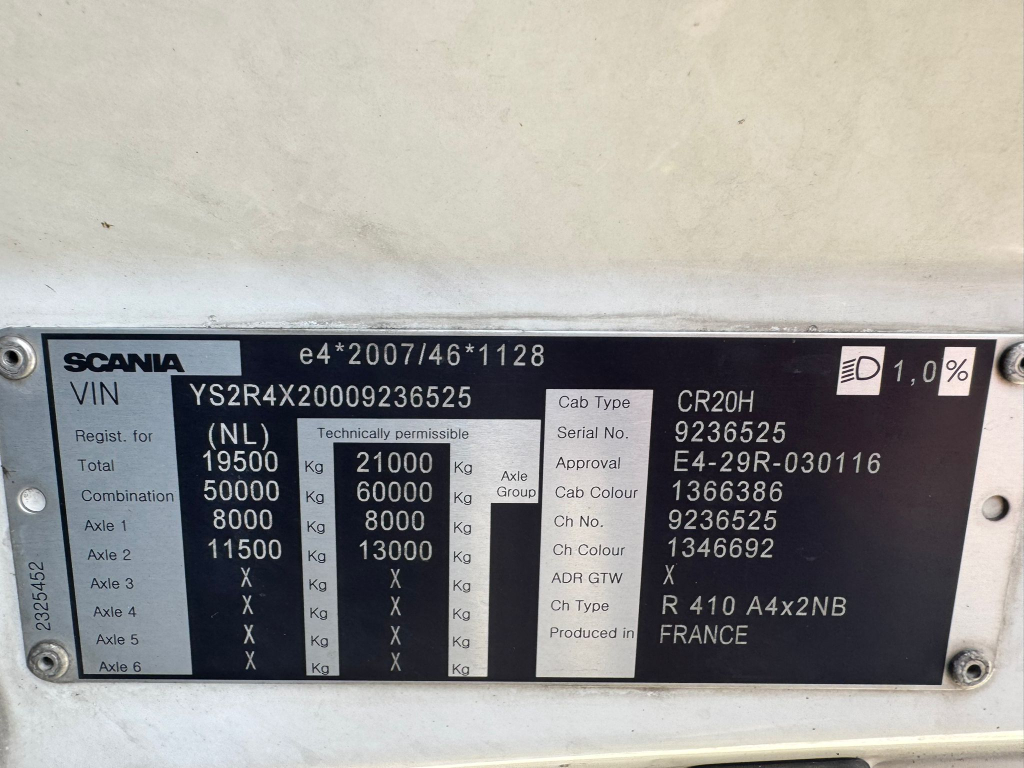 SCANIA e4*2007/46*1128 1,0%
VIN YS2R4X20009236525
Regist. for (NL) Technically permissible
Total 19500 Kg 21000 Kg
Combination 50000 Kg 60000 Kg Axle Group
Axle 1 8000 Kg 8000 Kg
Axle 2 11500 Kg 13000 Kg
Axle 3 X Kg X Kg
Axle 4 X Kg X Kg
Axle 5 X Kg X Kg
Axle 6 X Kg X Kg
Cab Type CR20H
Serial No. 9236525
Approval E4-29R-030116
Cab Colour 1366386
Ch No. 9236525
Ch Colour 1346692
ADR GTW X
Ch Type R 410 A4x2NB
Produced in FRANCE
2325452